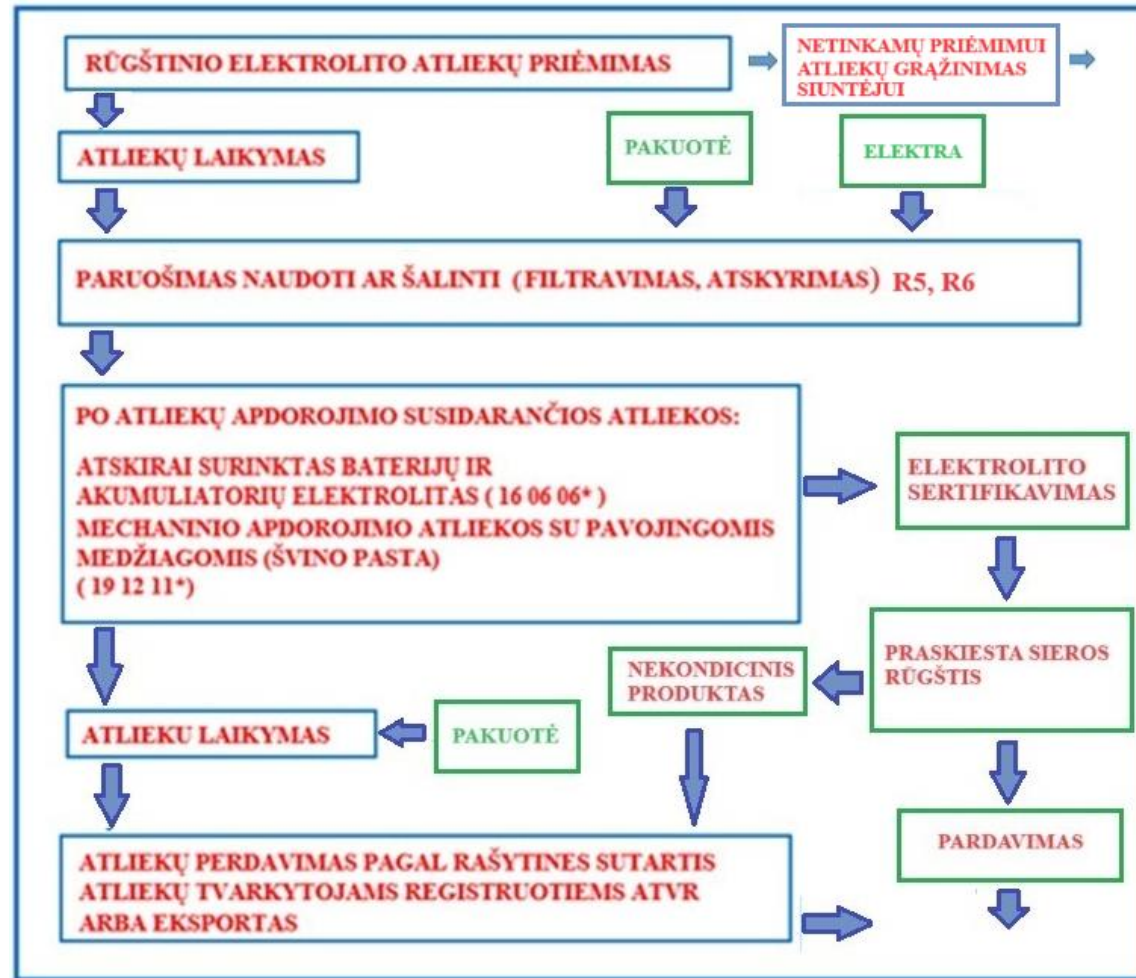 RŪGŠTINIO ELEKTROLITO ATLIEKŲ PRIĖMIMAS
NETINKAMŲ PRIĖMIMUI
ATLIEKŲ GRĄŽINIMAS
SIUNTĖJUI
ATLIEKŲ LAIKYMAS
PAKUOTĖ
ELEKTRA
PARUOŠIMAS NAUDOTI AR ŠALINTI ( FILTRAVIMAS, ATSKYRIMAS) R5, R6
PO ATLIEKŲ APDOROJIMO SUSIDARANČIOS ATLIEKOS:
ATSKIRAI SURINKTAS BATERIJŲ IR
AKUMULIATORIŲ ELEKTROLITAS ( 16 06 06* )
MECHANINIO APDOROJIMO ATLIEKOS SU PAVOJINGOMIS
MEDŽIAGOMIS (ŠVINO PASTA)
( 19 12 11*)
ELEKTROLITO
SERTIFIKAVIMAS
PRASKIESTA SIEROS
RŪGŠTIS
NEKONDICINIS
PRODUKTAS
ATLIEKU LAIKYMAS
PAKUOTĖ
PARDAVIMAS
ATLIEKŲ PERDAVIMAS PAGAL RAŠYTINES SUTARTIS
ATLIEKŲ TVARKYTOJAMS REGISTRUOTIEMS ATVR
ARBA EKSPORTAS